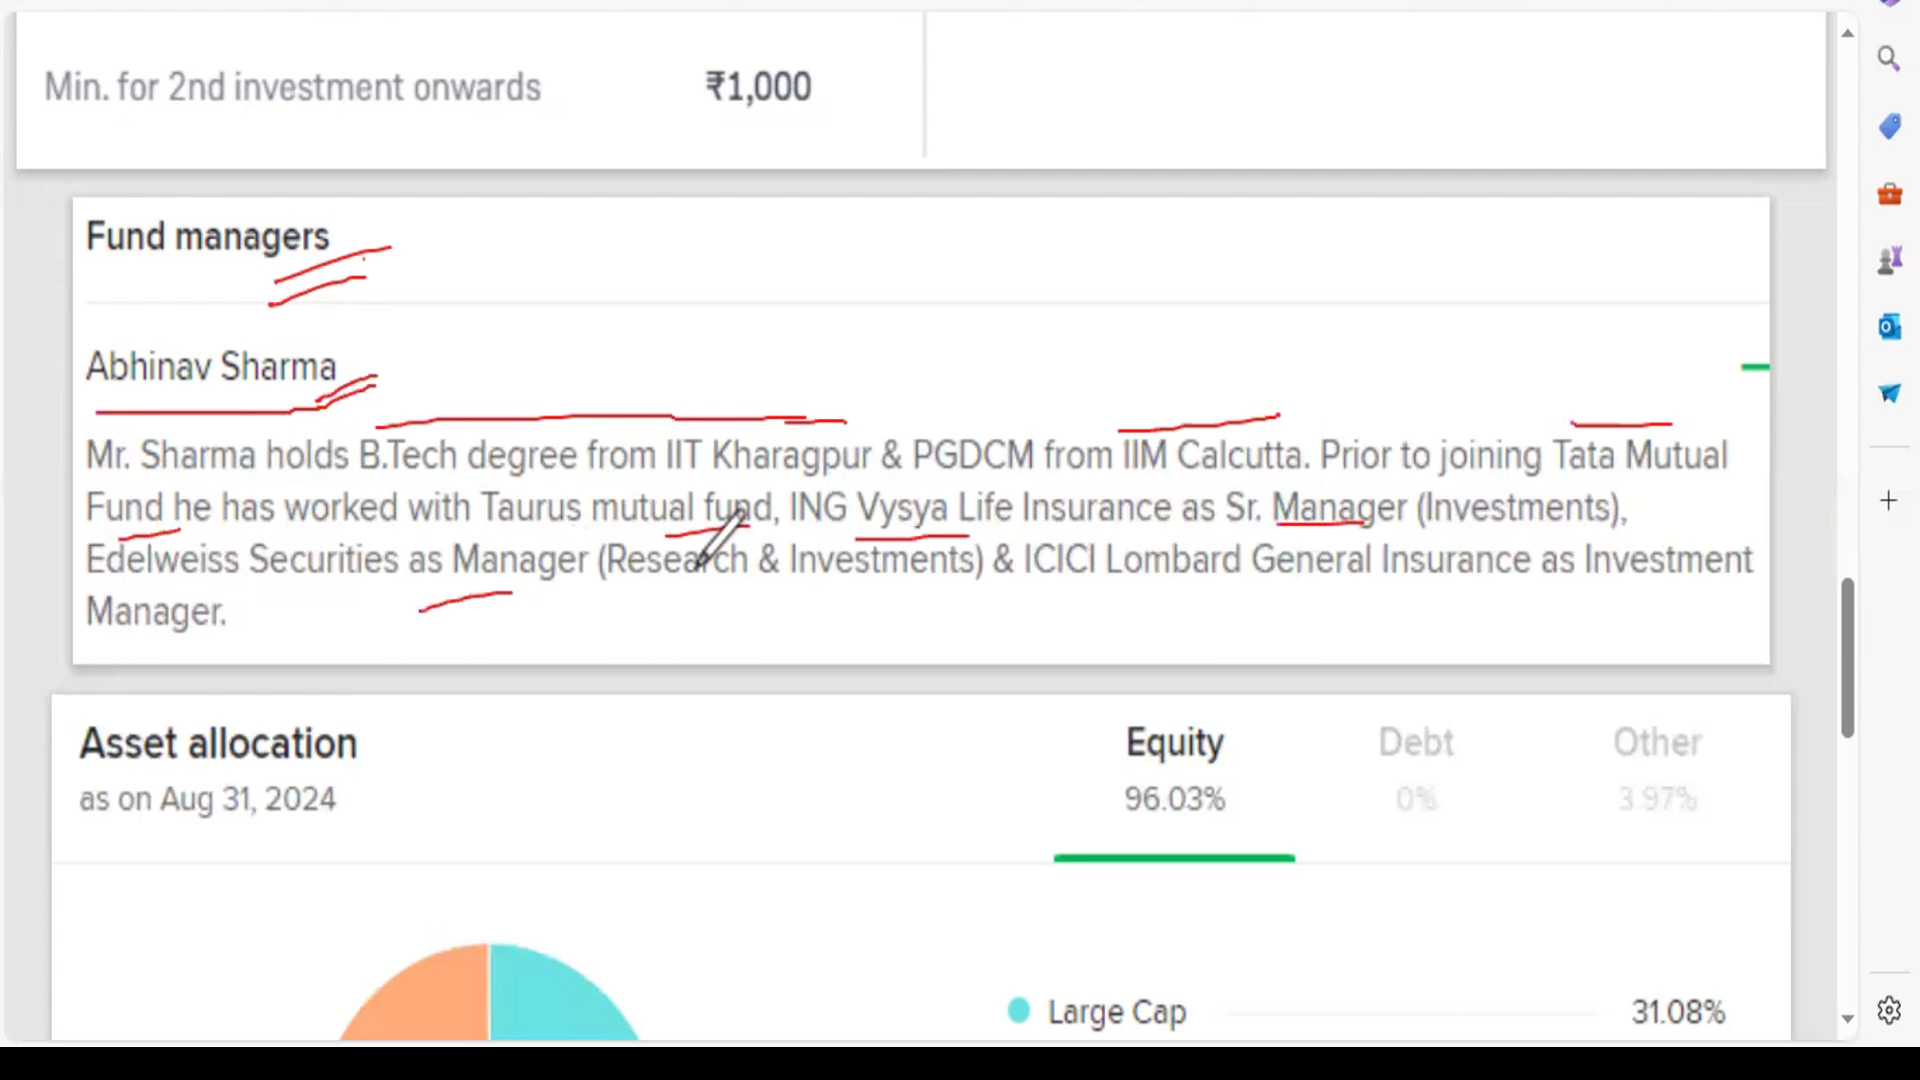 Min. for 2nd investment onwards ₹1,000
Fund managers
Abhinav Sharma
Mr. Sharma holds B.Tech degree from IIT Kharagpur & PGDCM from IIM Calcutta. Prior to joining Tata Mutual
Fund he has worked with Taurus mutual fund, ING Vysya Life Insurance as Sr. Manager (Investments),
Edelweiss Securities as Manager (Research & Investments) & ICICI Lombard General Insurance as Investment
Manager.
Asset allocation Equity Debt Other
as on Aug 31, 2024 96.03% 0% 3.97%
Large Cap 31.08%